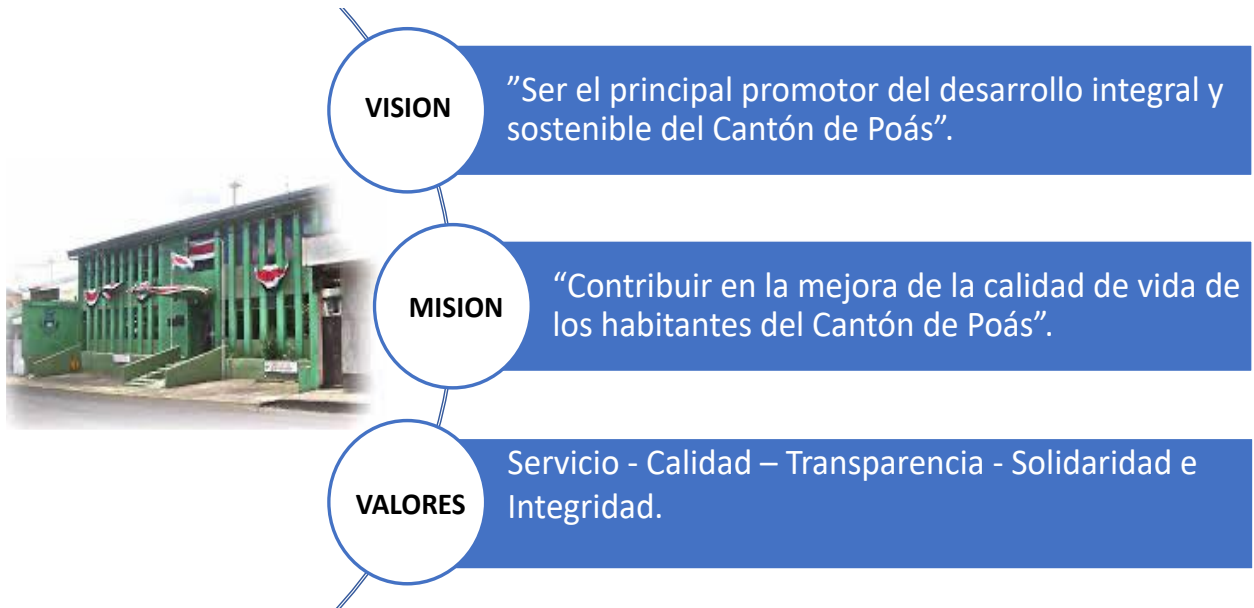 VISION
”Ser el principal promotor del desarrollo integral y
sostenible del Cantón de Poás”.
MISION
“Contribuir en la mejora de la calidad de vida de
los habitantes del Cantón de Poás”.
VALORES
Servicio - Calidad – Transparencia - Solidaridad e
Integridad.